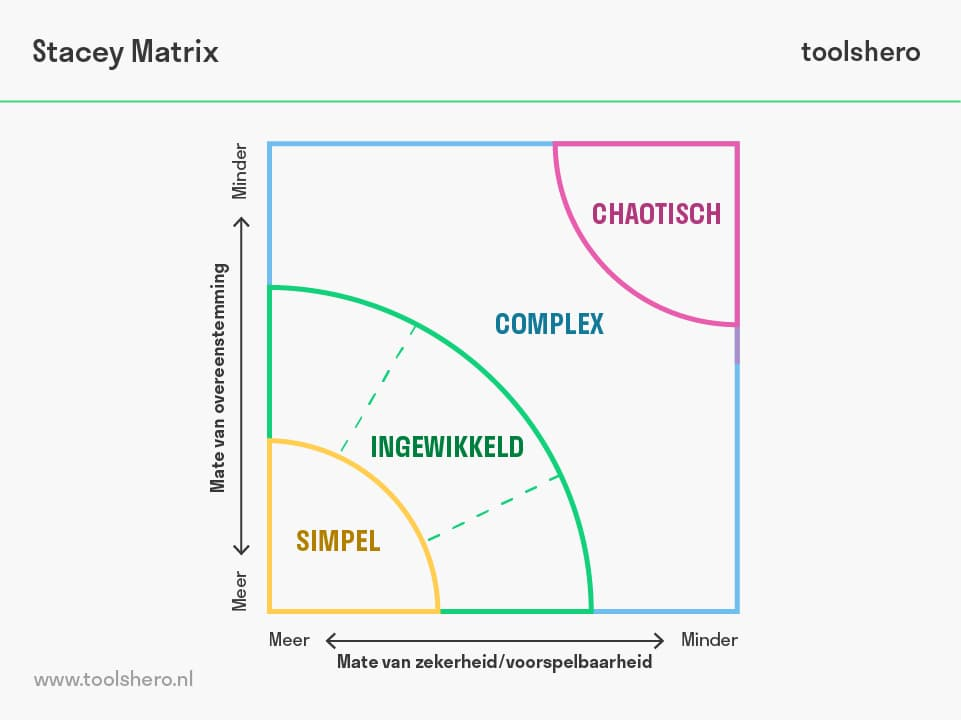 Stacey Matrix
toolshero
Minder
Mate van overeenstemming
Meer
CHAOTISCH
COMPLEX
INGEWIKKELD
SIMPEL
Meer
Minder
Mate van zekerheid/voorspelbaarheid
www.toolshero.nl